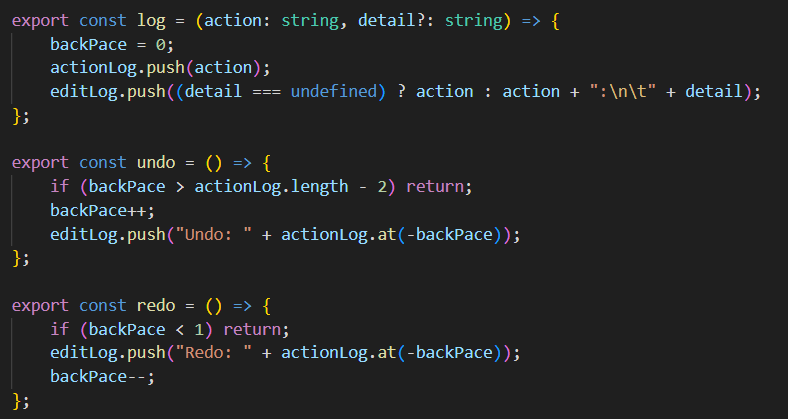 export const log = (action: string, detail?: string) => {
    backPace = 0;
    actionLog.push(action);
    editLog.push((detail === undefined) ? action : action + ":\n\t" + detail);
};

export const undo = () => {
    if (backPace > actionLog.length - 2) return;
    backPace++;
    editLog.push("Undo: " + actionLog.at(-backPace));
};

export const redo = () => {
    if (backPace < 1) return;
    editLog.push("Redo: " + actionLog.at(-backPace));
    backPace--;
};